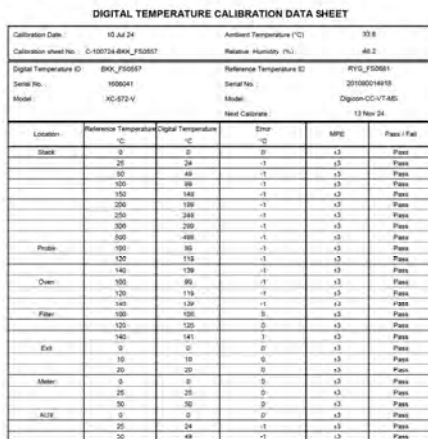 DIGITAL TEMPERATURE CALIBRATION DATA SHEET
Calibration Date : 10 Jul 24 Ambient Temperature (°C) 33.8
Calibration sheet No. C-100724-BKK_FS0557 Relative Humidity (%) 46.2
Digital Temperature ID BKK_FS0557 Reference Temperature ID RYG_FS0681
Serial No. 1606041 Serial No. 201080014918
Model XC-572-V Model Digicon-CC-VT-MS
Next Calibrate 13 Nov 24
Location Reference Temperature °C Digital Temperature °C Error °C MPE Pass / Fail
Stack 0 0 0 ±3 Pass
25 24 -1 ±3 Pass
50 49 -1 ±3 Pass
100 99 -1 ±3 Pass
150 149 -1 ±3 Pass
200 199 -1 ±3 Pass
250 249 -1 ±3 Pass
300 299 -1 ±3 Pass
500 499 -1 ±3 Pass
Probe 100 99 -1 ±3 Pass
120 119 -1 ±3 Pass
140 139 -1 ±3 Pass
Oven 100 99 -1 ±3 Pass
120 119 -1 ±3 Pass
140 139 -1 ±3 Pass
Filter 100 100 0 ±3 Pass
120 120 0 ±3 Pass
140 141 1 ±3 Pass
Exit 0 0 0 ±3 Pass
10 10 0 ±3 Pass
20 20 0 ±3 Pass
Meter 0 0 0 ±3 Pass
25 25 0 ±3 Pass
50 50 0 ±3 Pass
AUX 0 0 0 ±3 Pass
25 24 -1 ±3 Pass
50 49 -1 ±3 Pass